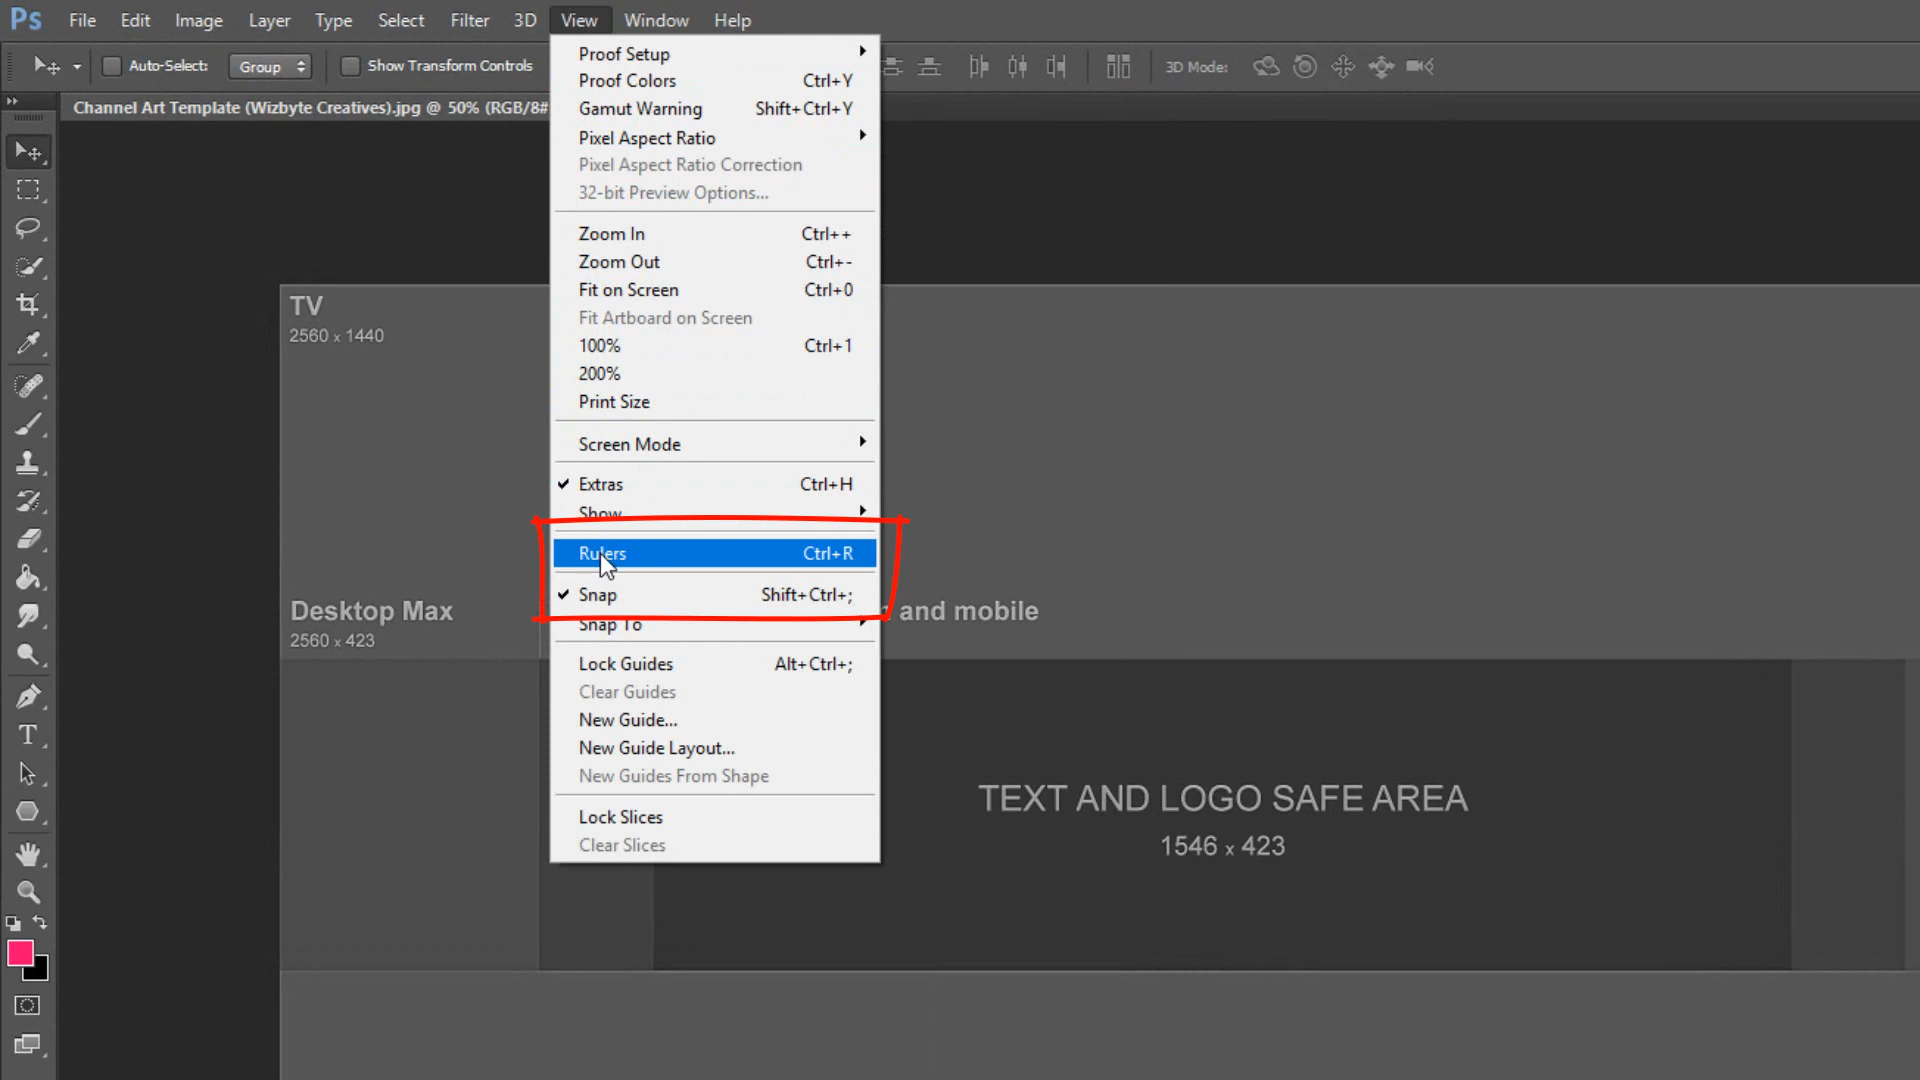 Ps File Edit Image Layer Type Select Filter 3D View Window Help
Auto-Select: Group Show Transform Controls 3D Mode:
Channel Art Template (Wizbyte Creatives).jpg @ 50% (RGB/8#
Proof Setup
Proof Colors Ctrl+Y
Gamut Warning Shift+Ctrl+Y
Pixel Aspect Ratio
Pixel Aspect Ratio Correction
32-bit Preview Options...
Zoom In Ctrl++
Zoom Out Ctrl+-
Fit on Screen Ctrl+0
Fit Artboard on Screen
100% Ctrl+1
200%
Print Size
Screen Mode
Extras Ctrl+H
Show
Rulers Ctrl+R
Snap Shift+Ctrl+;
Snap To
Lock Guides Alt+Ctrl+;
Clear Guides
New Guide...
New Guide Layout...
New Guides From Shape
Lock Slices
Clear Slices
TV
2560 x 1440
Desktop Max
2560 x 423
and mobile
TEXT AND LOGO SAFE AREA
1546 x 423